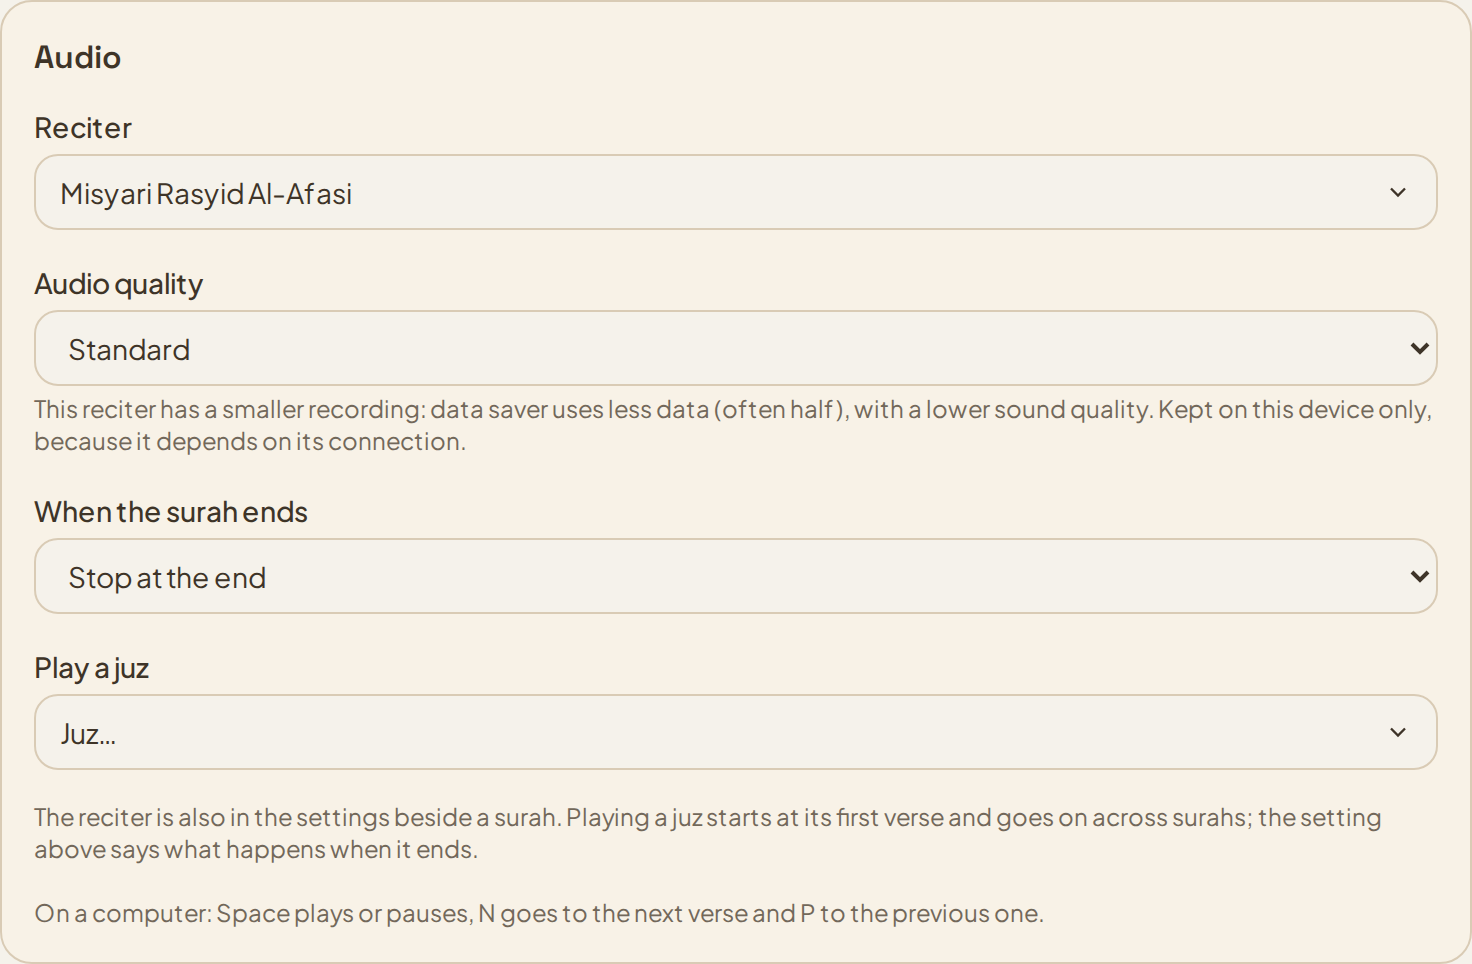 Audio
Reciter
Misyari Rasyid Al-Afasi
Audio quality
Standard
This reciter has a smaller recording: data saver uses less data (often half), with a lower sound quality. Kept on this device only,
because it depends on its connection.
When the surah ends
Stop at the end
Play a juz
Juz…
The reciter is also in the settings beside a surah. Playing a juz starts at its first verse and goes on across surahs; the setting
above says what happens when it ends.
On a computer: Space plays or pauses, N goes to the next verse and P to the previous one.